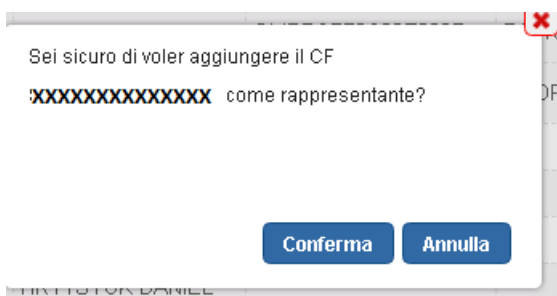 Sei sicuro di voler aggiungere il CF
XXXXXXXXXXXXXX come rappresentante?
Conferma Annulla